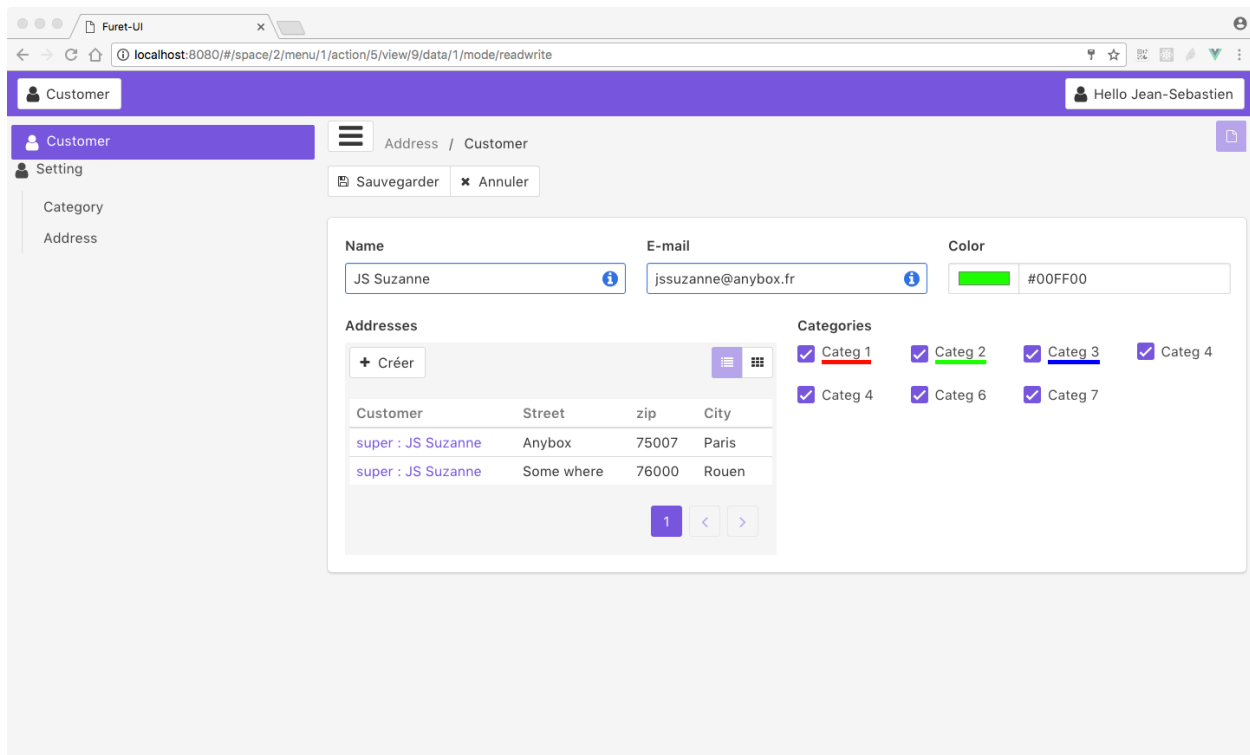 Furet-UI
localhost:8080/#/space/2/menu/1/action/5/view/9/data/1/mode/readwrite
Customer
Hello Jean-Sebastien
Customer
Setting
Category
Address
Address / Customer
Sauvegarder
Annuler
Name
E-mail
Color
JS Suzanne
jssuzanne@anybox.fr
#00FF00
Addresses
Créer
Customer Street zip City
super : JS Suzanne Anybox 75007 Paris
super : JS Suzanne Some where 76000 Rouen
1
Categories
Categ 1 Categ 2 Categ 3 Categ 4
Categ 4 Categ 6 Categ 7